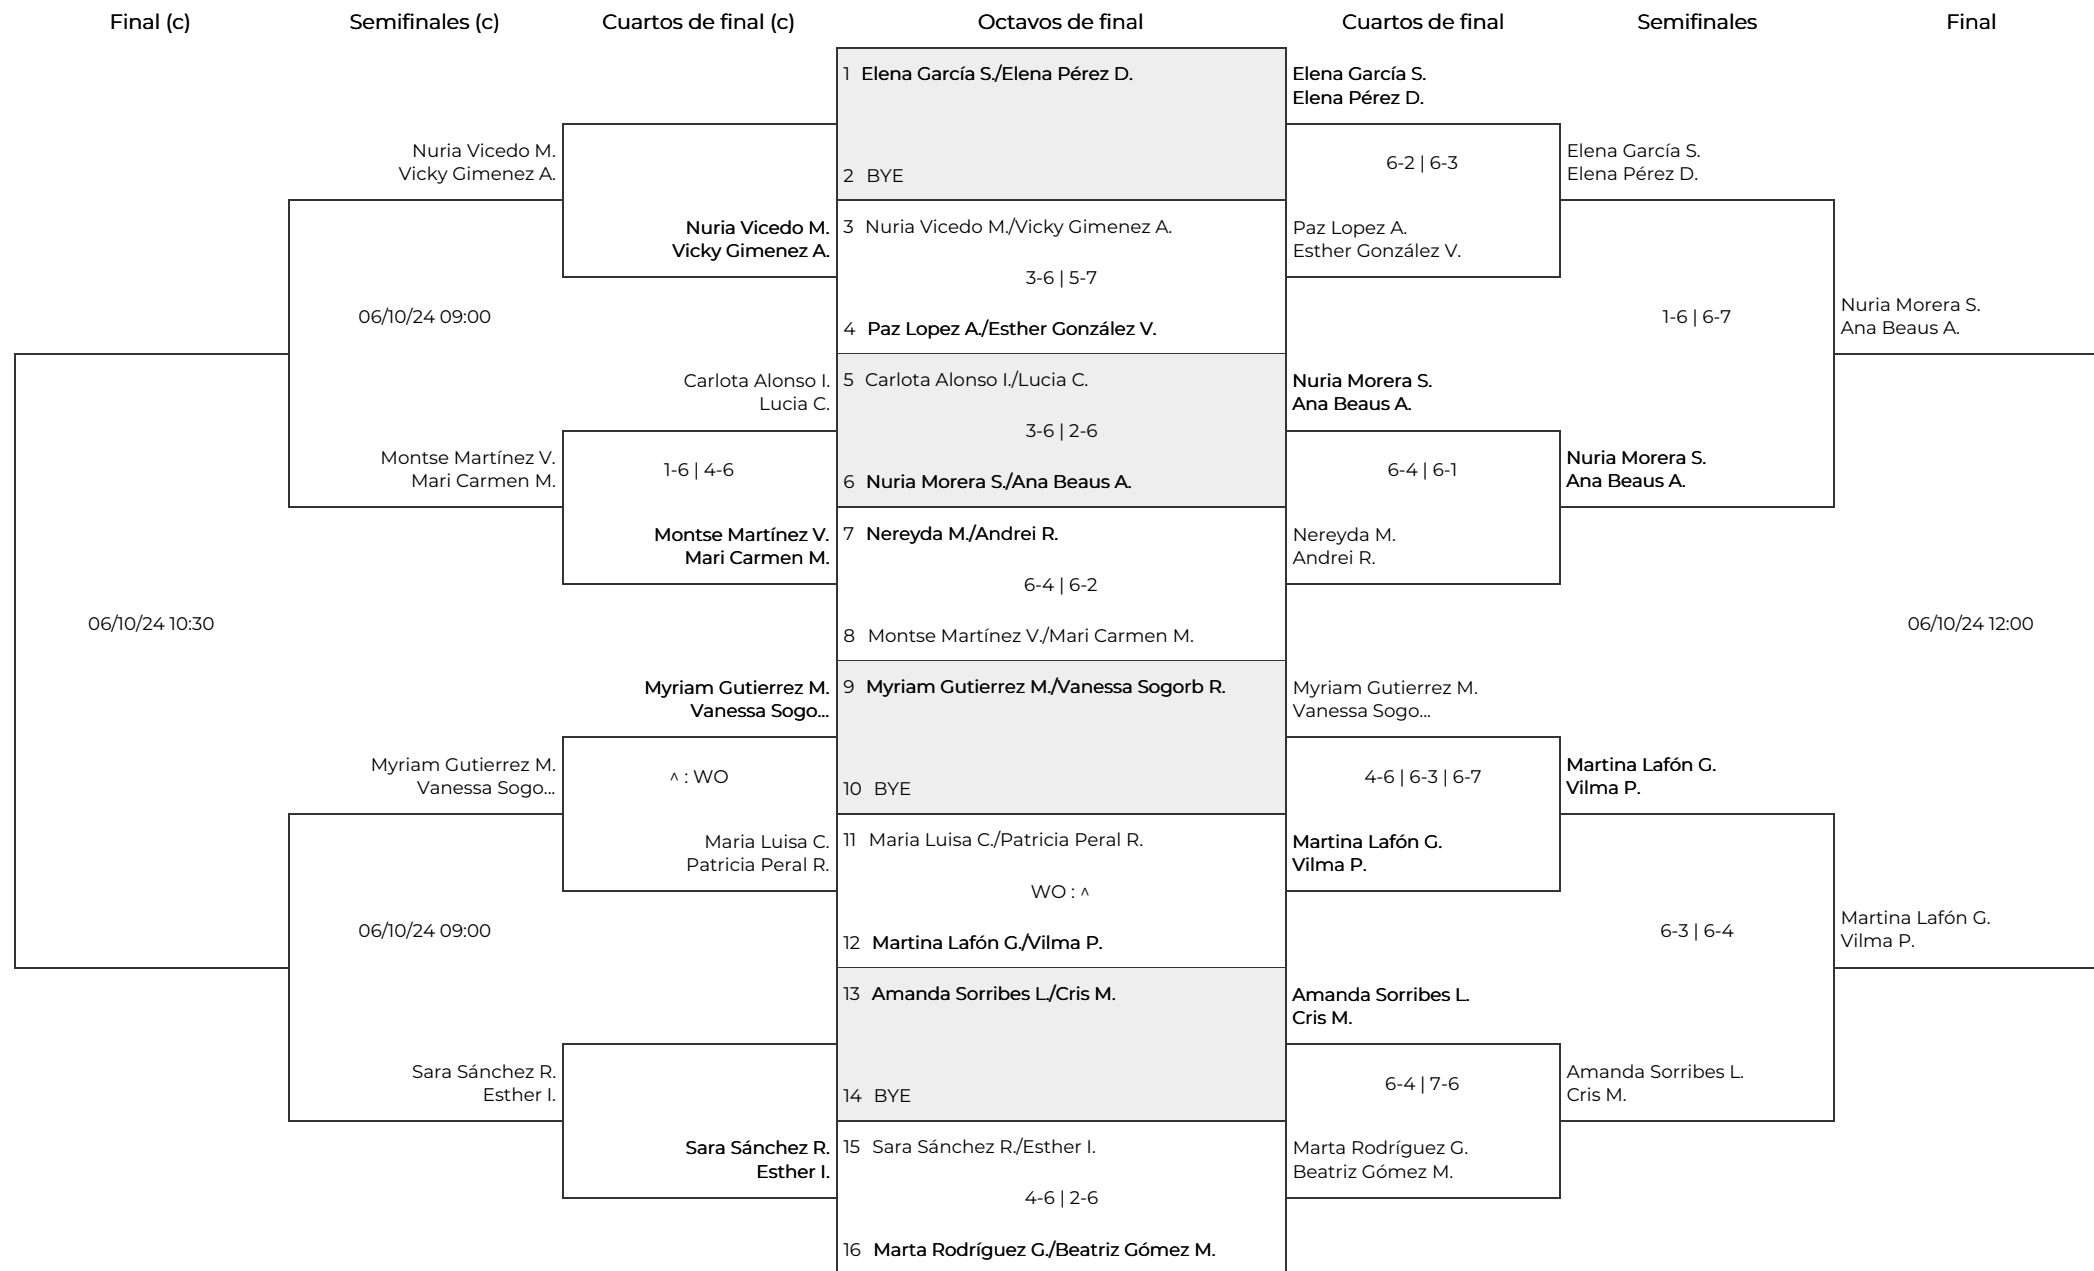 Final (c)
Semifinales (c)
Cuartos de final (c)
Octavos de final
Cuartos de final
Semifinales
Final
06/10/24 10:30
Nuria Vicedo M.
Vicky Gimenez A.
06/10/24 09:00
Montse Martínez V.
Mari Carmen M.
Myriam Gutierrez M.
Vanessa Sogo...
06/10/24 09:00
Sara Sánchez R.
Esther I.
Nuria Vicedo M.
Vicky Gimenez A.
Carlota Alonso I.
Lucia C.
1-6 | 4-6
Montse Martínez V.
Mari Carmen M.
Myriam Gutierrez M.
Vanessa Sogo...
^ : WO
Maria Luisa C.
Patricia Peral R.
Sara Sánchez R.
Esther I.
1 Elena García S./Elena Pérez D.
2 BYE
3 Nuria Vicedo M./Vicky Gimenez A.
3-6 | 5-7
4 Paz Lopez A./Esther González V.
5 Carlota Alonso I./Lucia C.
3-6 | 2-6
6 Nuria Morera S./Ana Beaus A.
7 Nereyda M./Andrei R.
6-4 | 6-2
8 Montse Martínez V./Mari Carmen M.
9 Myriam Gutierrez M./Vanessa Sogorb R.
10 BYE
11 Maria Luisa C./Patricia Peral R.
WO : ^
12 Martina Lafón G./Vilma P.
13 Amanda Sorribes L./Cris M.
14 BYE
15 Sara Sánchez R./Esther I.
4-6 | 2-6
16 Marta Rodríguez G./Beatriz Gómez M.
Elena García S.
Elena Pérez D.
6-2 | 6-3
Paz Lopez A.
Esther González V.
Nuria Morera S.
Ana Beaus A.
6-4 | 6-1
Nereyda M.
Andrei R.
Myriam Gutierrez M.
Vanessa Sogo...
4-6 | 6-3 | 6-7
Martina Lafón G.
Vilma P.
Amanda Sorribes L.
Cris M.
6-4 | 7-6
Marta Rodríguez G.
Beatriz Gómez M.
Elena García S.
Elena Pérez D.
1-6 | 6-7
Nuria Morera S.
Ana Beaus A.
Martina Lafón G.
Vilma P.
6-3 | 6-4
Amanda Sorribes L.
Cris M.
Nuria Morera S.
Ana Beaus A.
06/10/24 12:00
Martina Lafón G.
Vilma P.